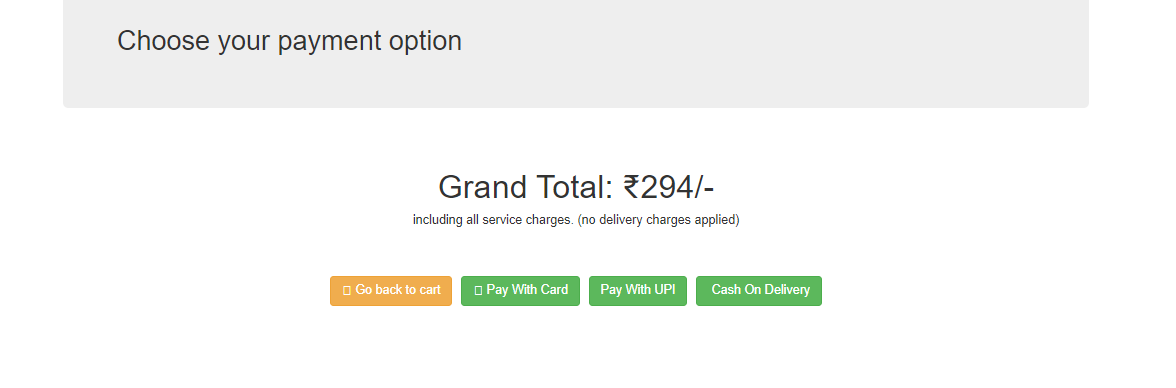 Choose your payment option
Grand Total: ₹294/-
including all service charges. (no delivery charges applied)
Go back to cart Pay With Card Pay With UPI Cash On Delivery